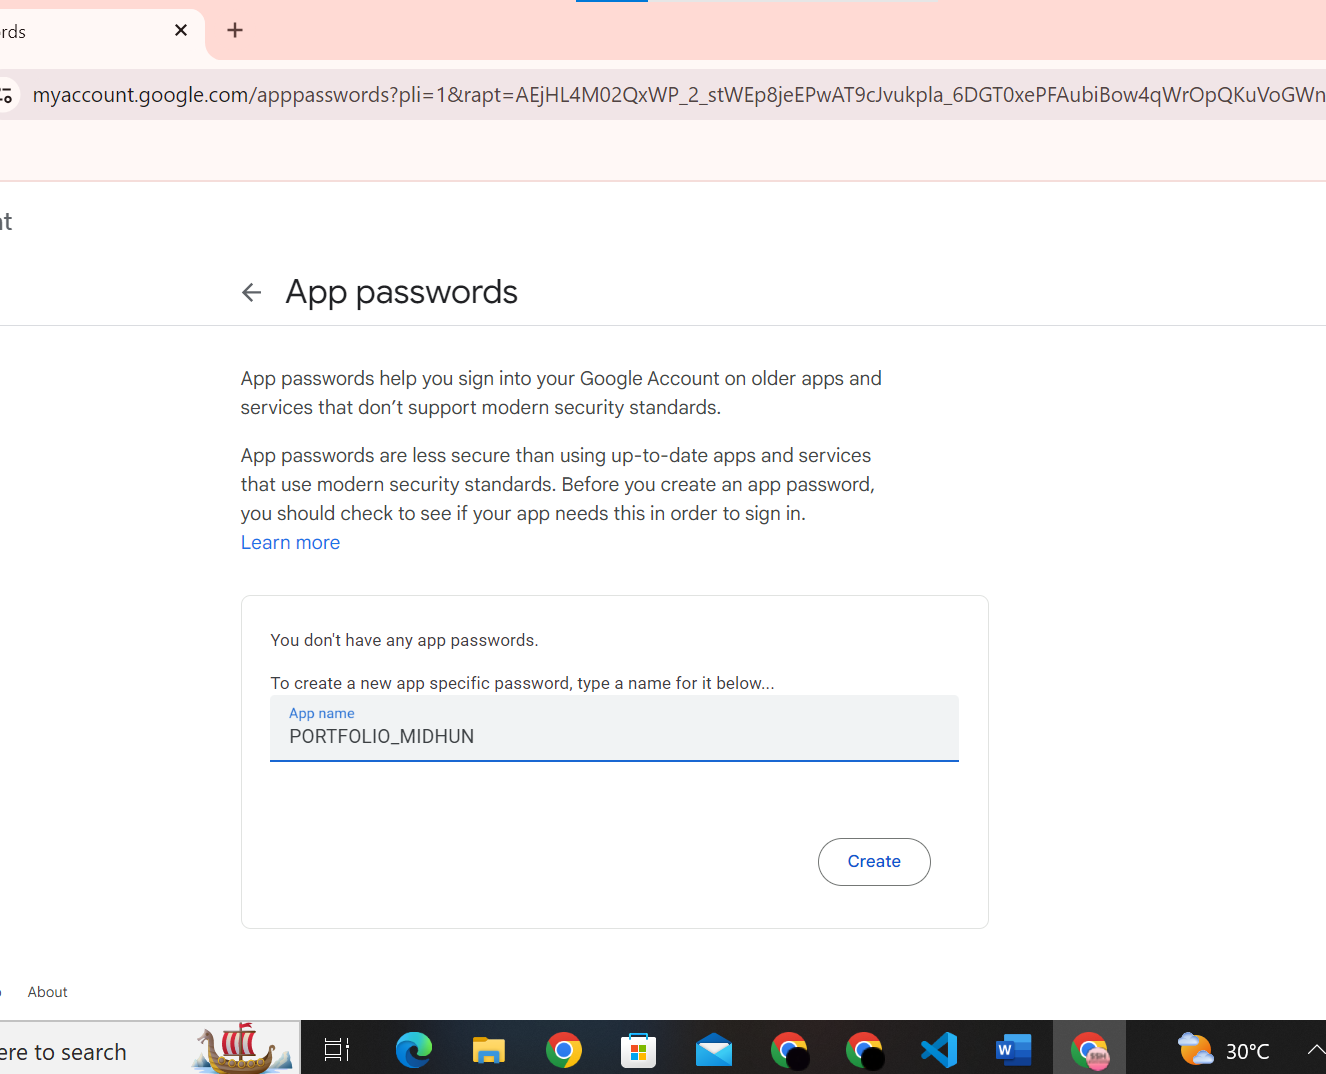 rds
myaccount.google.com/apppasswords?pli=1&rapt=AEjHL4M02QxWP_2_stWEp8jeEPwAT9cJvukpla_6DGT0xePFAubiBow4qWrOpQKuVoGWn
nt
App passwords
App passwords help you sign into your Google Account on older apps and
services that don’t support modern security standards.
App passwords are less secure than using up-to-date apps and services
that use modern security standards. Before you create an app password,
you should check to see if your app needs this in order to sign in.
Learn more
You don't have any app passwords.
To create a new app specific password, type a name for it below...
App name
PORTFOLIO_MIDHUN
Create
About
ere to search
W
SSH
30°C